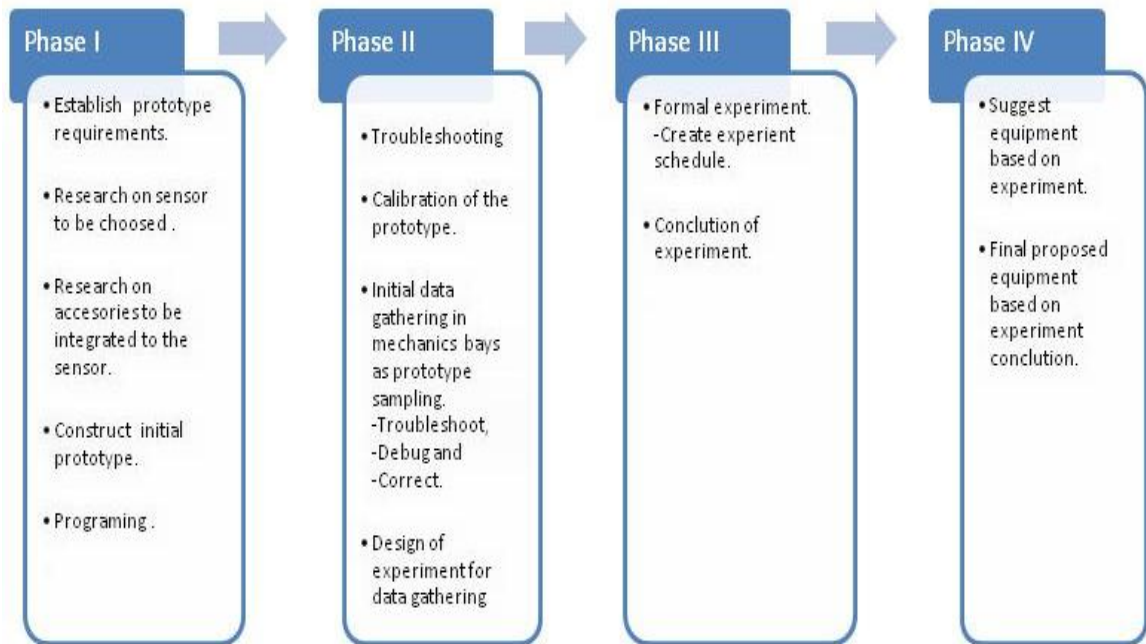 Phase I
• Establish prototype
requirements.
• Research on sensor
to be choosed .
• Research on
accesories to be
integrated to the
sensor.
• Construct initial
prototype.
• Programing .
Phase II
• Troubleshooting
• Calibration of the
prototype.
• Initial data
gathering in
mechanics bays
as prototype
sampling.
-Troubleshoot,
-Debug and
-Correct.
• Design of
experiment for
data gathering
Phase III
• Formal experiment.
-Create experient
schedule.
• Conclution of
experiment.
Phase IV
• Suggest
equipment
based on
experiment.
• Final proposed
equipment
based on
experiment
conclution.